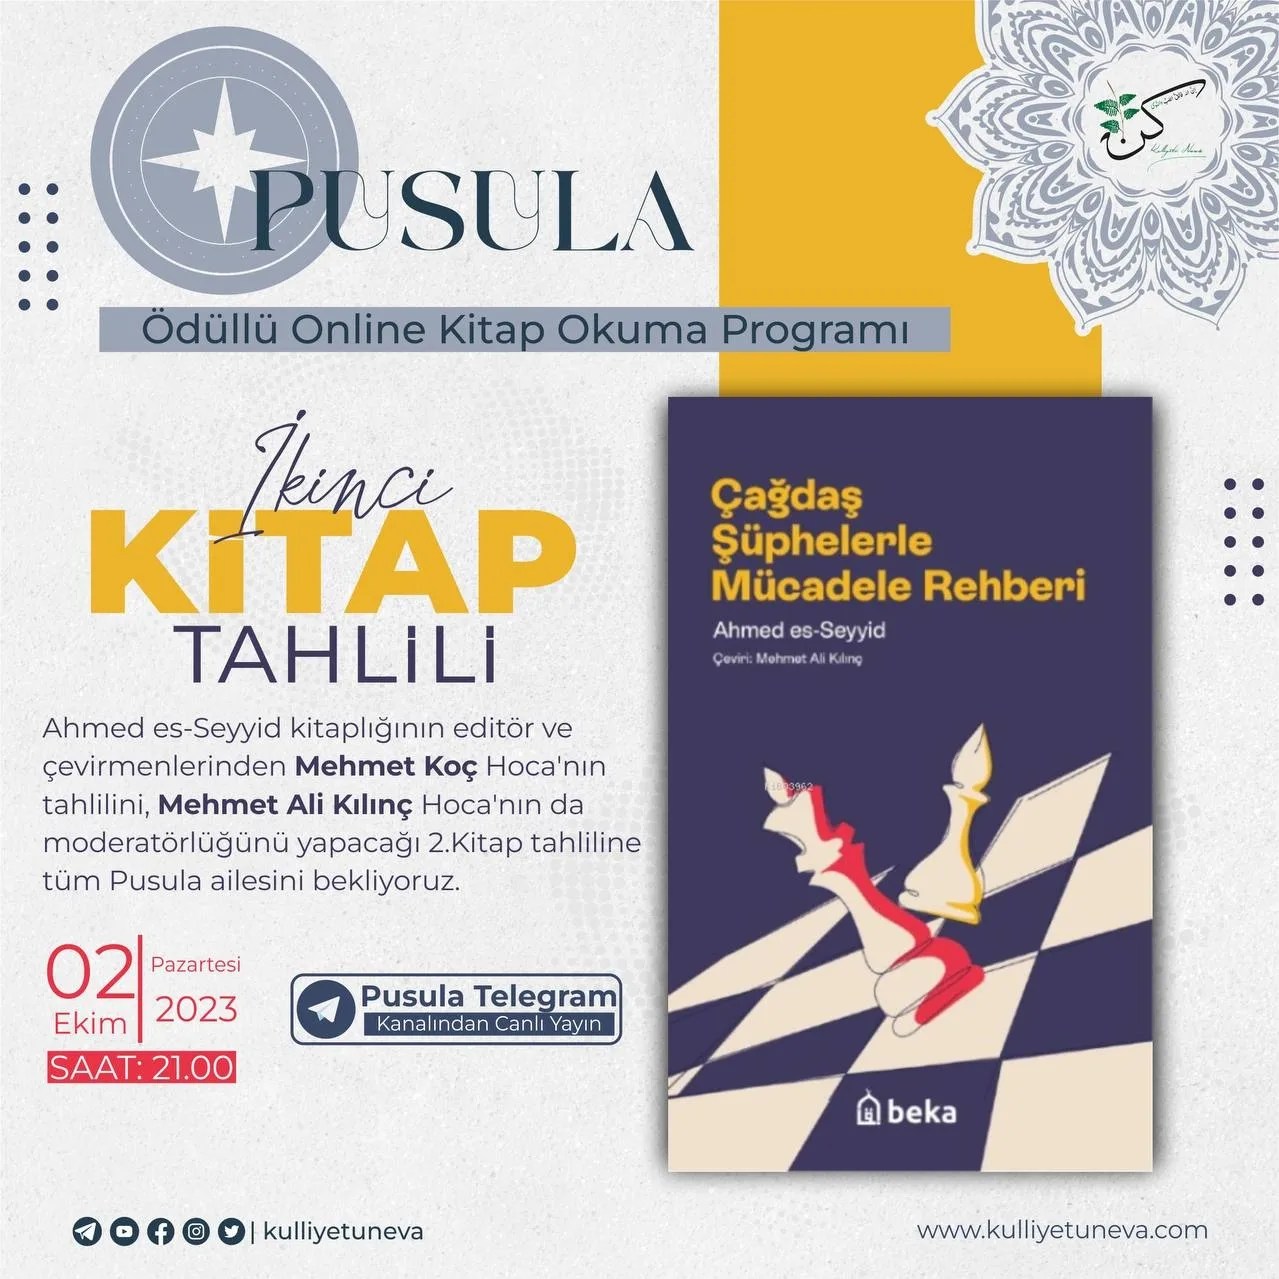 PUSULA
Ödüllü Online Kitap Okuma Programı
İkinci
KİTAP
TAHLİLİ
Ahmed es-Seyyid kitaplığının editör ve
çevirmenlerinden Mehmet Koç Hoca'nın
tahlilini, Mehmet Ali Kılınç Hoca'nın da
moderatörlüğünü yapacağı 2.Kitap tahliline
tüm Pusula ailesini bekliyoruz.
02
Ekim
Pazartesi
2023
SAAT: 21.00
Pusula Telegram
Kanalından Canlı Yayın
Çağdaş
Şüphelerle
Mücadele Rehberi
Ahmed es-Seyyid
Çeviri: Mehmet Ali Kılınç
beka
| kulliyetuneva
www.kulliyetuneva.com